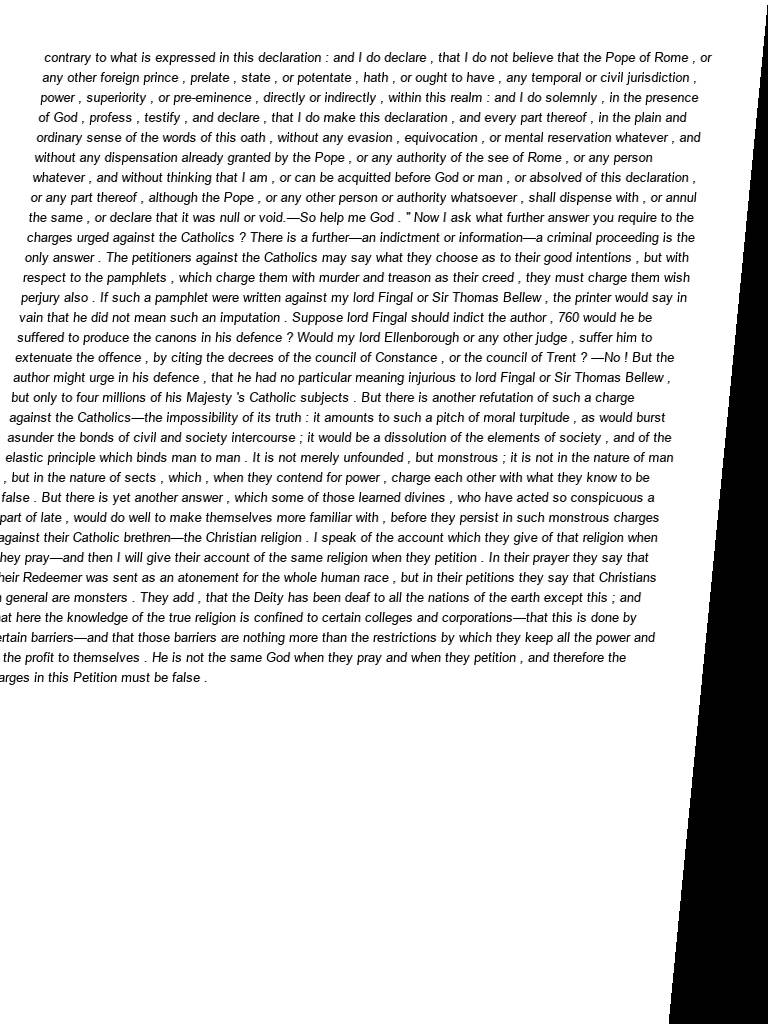 contrary to what is expressed in this declaration : and I do declare , that I do not believe that the Pope of Rome , or
any other foreign prince , prelate , state , or potentate , hath , or ought to have , any temporal or civil jurisdiction ,
power , superiority , or pre-eminence , directly or indirectly , within this realm : and I do solemnly , in the presence
of God , profess , testify , and declare , that I do make this declaration , and every part thereof , in the plain and
ordinary sense of the words of this oath , without any evasion , equivocation , or mental reservation whatever , and
without any dispensation already granted by the Pope , or any authority of the see of Rome , or any person
whatever , and without thinking that I am , or can be acquitted before God or man , or absolved of this declaration ,
or any part thereof , although the Pope , or any other person or authority whatsoever , shall dispense with , or annul
the same , or declare that it was null or void.—So help me God . " Now I ask what further answer you require to the
charges urged against the Catholics ? There is a further—an indictment or information—a criminal proceeding is the
only answer . The petitioners against the Catholics may say what they choose as to their good intentions , but with
respect to the pamphlets , which charge them with murder and treason as their creed , they must charge them wish
perjury also . If such a pamphlet were written against my lord Fingal or Sir Thomas Bellew , the printer would say in
vain that he did not mean such an imputation . Suppose lord Fingal should indict the author , 760 would he be
suffered to produce the canons in his defence ? Would my lord Ellenborough or any other judge , suffer him to
extenuate the offence , by citing the decrees of the council of Constance , or the council of Trent ? —No ! But the
author might urge in his defence , that he had no particular meaning injurious to lord Fingal or Sir Thomas Bellew ,
but only to four millions of his Majesty 's Catholic subjects . But there is another refutation of such a charge
against the Catholics—the impossibility of its truth : it amounts to such a pitch of moral turpitude , as would burst
asunder the bonds of civil and society intercourse ; it would be a dissolution of the elements of society , and of the
elastic principle which binds man to man . It is not merely unfounded , but monstrous ; it is not in the nature of man
, but in the nature of sects , which , when they contend for power , charge each other with what they know to be
false . But there is yet another answer , which some of those learned divines , who have acted so conspicuous a
part of late , would do well to make themselves more familiar with , before they persist in such monstrous charges
against their Catholic brethren—the Christian religion . I speak of the account which they give of that religion when
they pray—and then I will give their account of the same religion when they petition . In their prayer they say that
their Redeemer was sent as an atonement for the whole human race , but in their petitions they say that Christians
general are monsters . They add , that the Deity has been deaf to all the nations of the earth except this ; and
that here the knowledge of the true religion is confined to certain colleges and corporations—that this is done by
certain barriers—and that those barriers are nothing more than the restrictions by which they keep all the power and
the profit to themselves . He is not the same God when they pray and when they petition , and therefore the
charges in this Petition must be false .